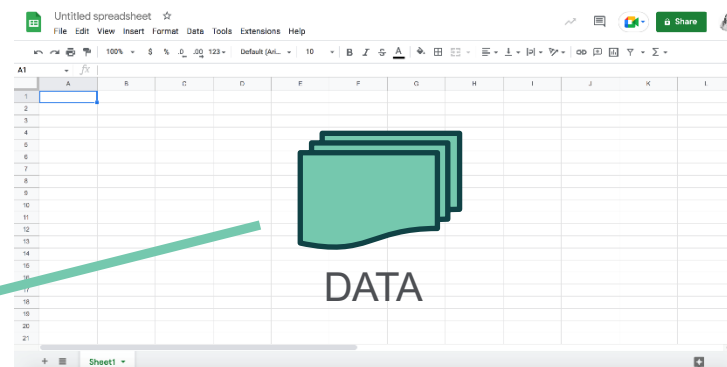 Untitled spreadsheet
File Edit View Insert Format Data Tools Extensions Help
Share
100% $ % .0 .00 123 Default (Ari... 10 B I S A
A1 fx
A B C D E F G H I J K L
1
2
3
4
5
6
7
8
9
10
11
12
13
14
15
16
17
18
19
20
21
DATA
Sheet1